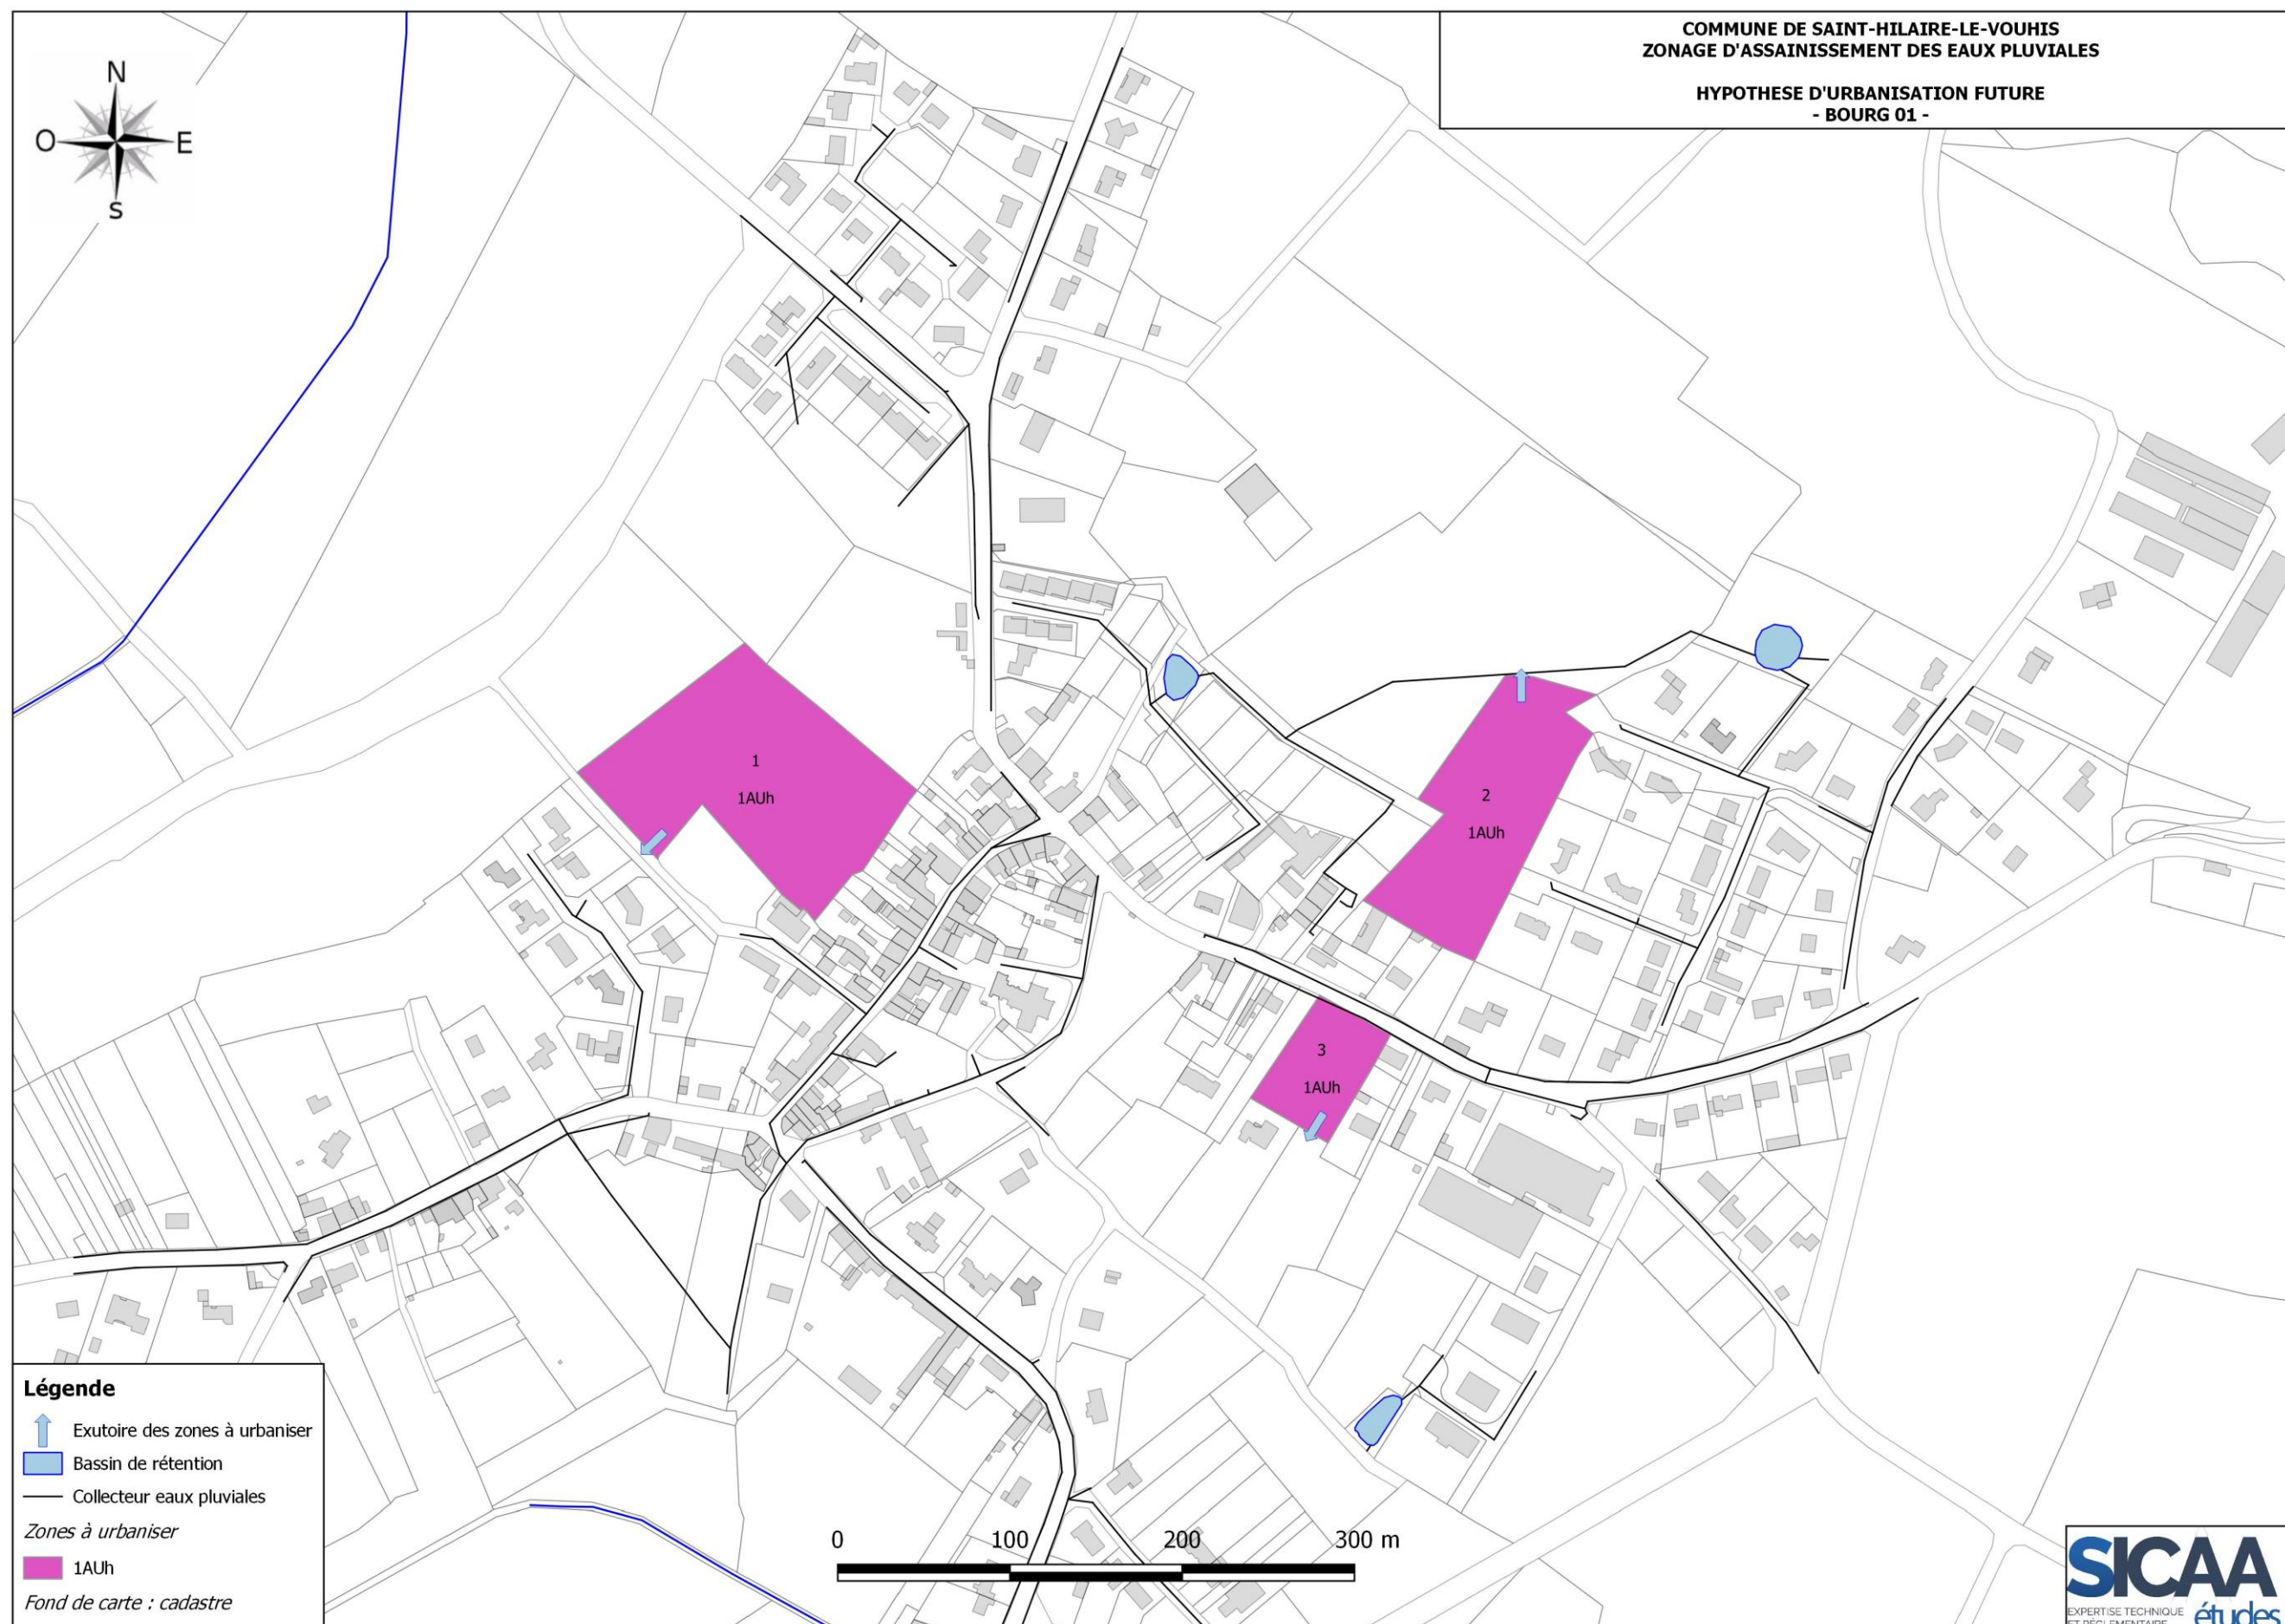 COMMUNE DE SAINT-HILAIRE-LE-VOUHIS
ZONAGE D'ASSAINISSEMENT DES EAUX PLUVIALES
HYPOTHESE D'URBANISATION FUTURE
- BOURG 01 -
N
O
E
S
1
1AUh
2
1AUh
3
1AUh
Légende
Exutoire des zones à urbaniser
Bassin de rétention
Collecteur eaux pluviales
Zones à urbaniser
1AUh
Fond de carte : cadastre
0 100 200 300 m
SICAA
EXPERTISE TECHNIQUE
ET RÉGLEMENTAIRE
études